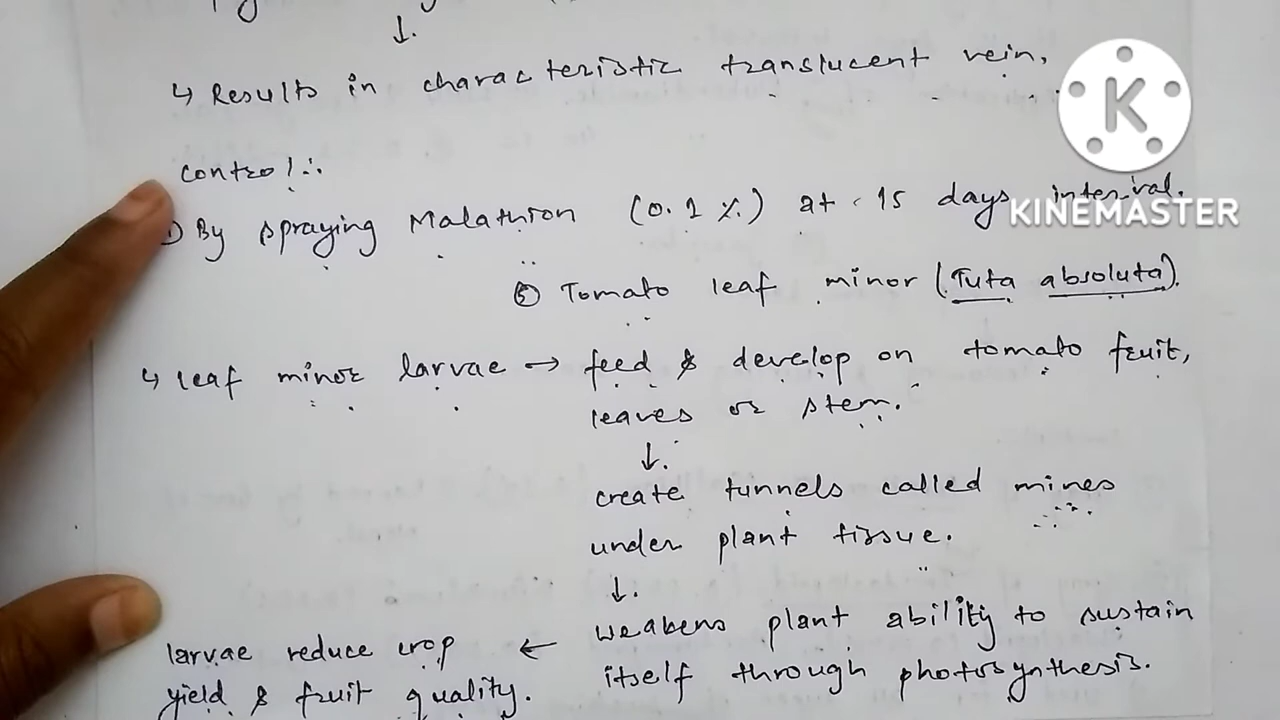 ↓.
↳ Results in characteristic translucent vein.
control:-
① By spraying Malathion (0.1 %) at 15 days interval.
⑤ Tomato leaf minor (Tuta absoluta).
↳ leaf minor larvae → feed & develop on tomato fruit,
leaves or stem.
↓.
create tunnels called mines
under plant tissue.
↓.
weakens plant ability to sustain
itself through photosynthesis.
← larvae reduce crop
yield & fruit quality.
K
KINEMASTER